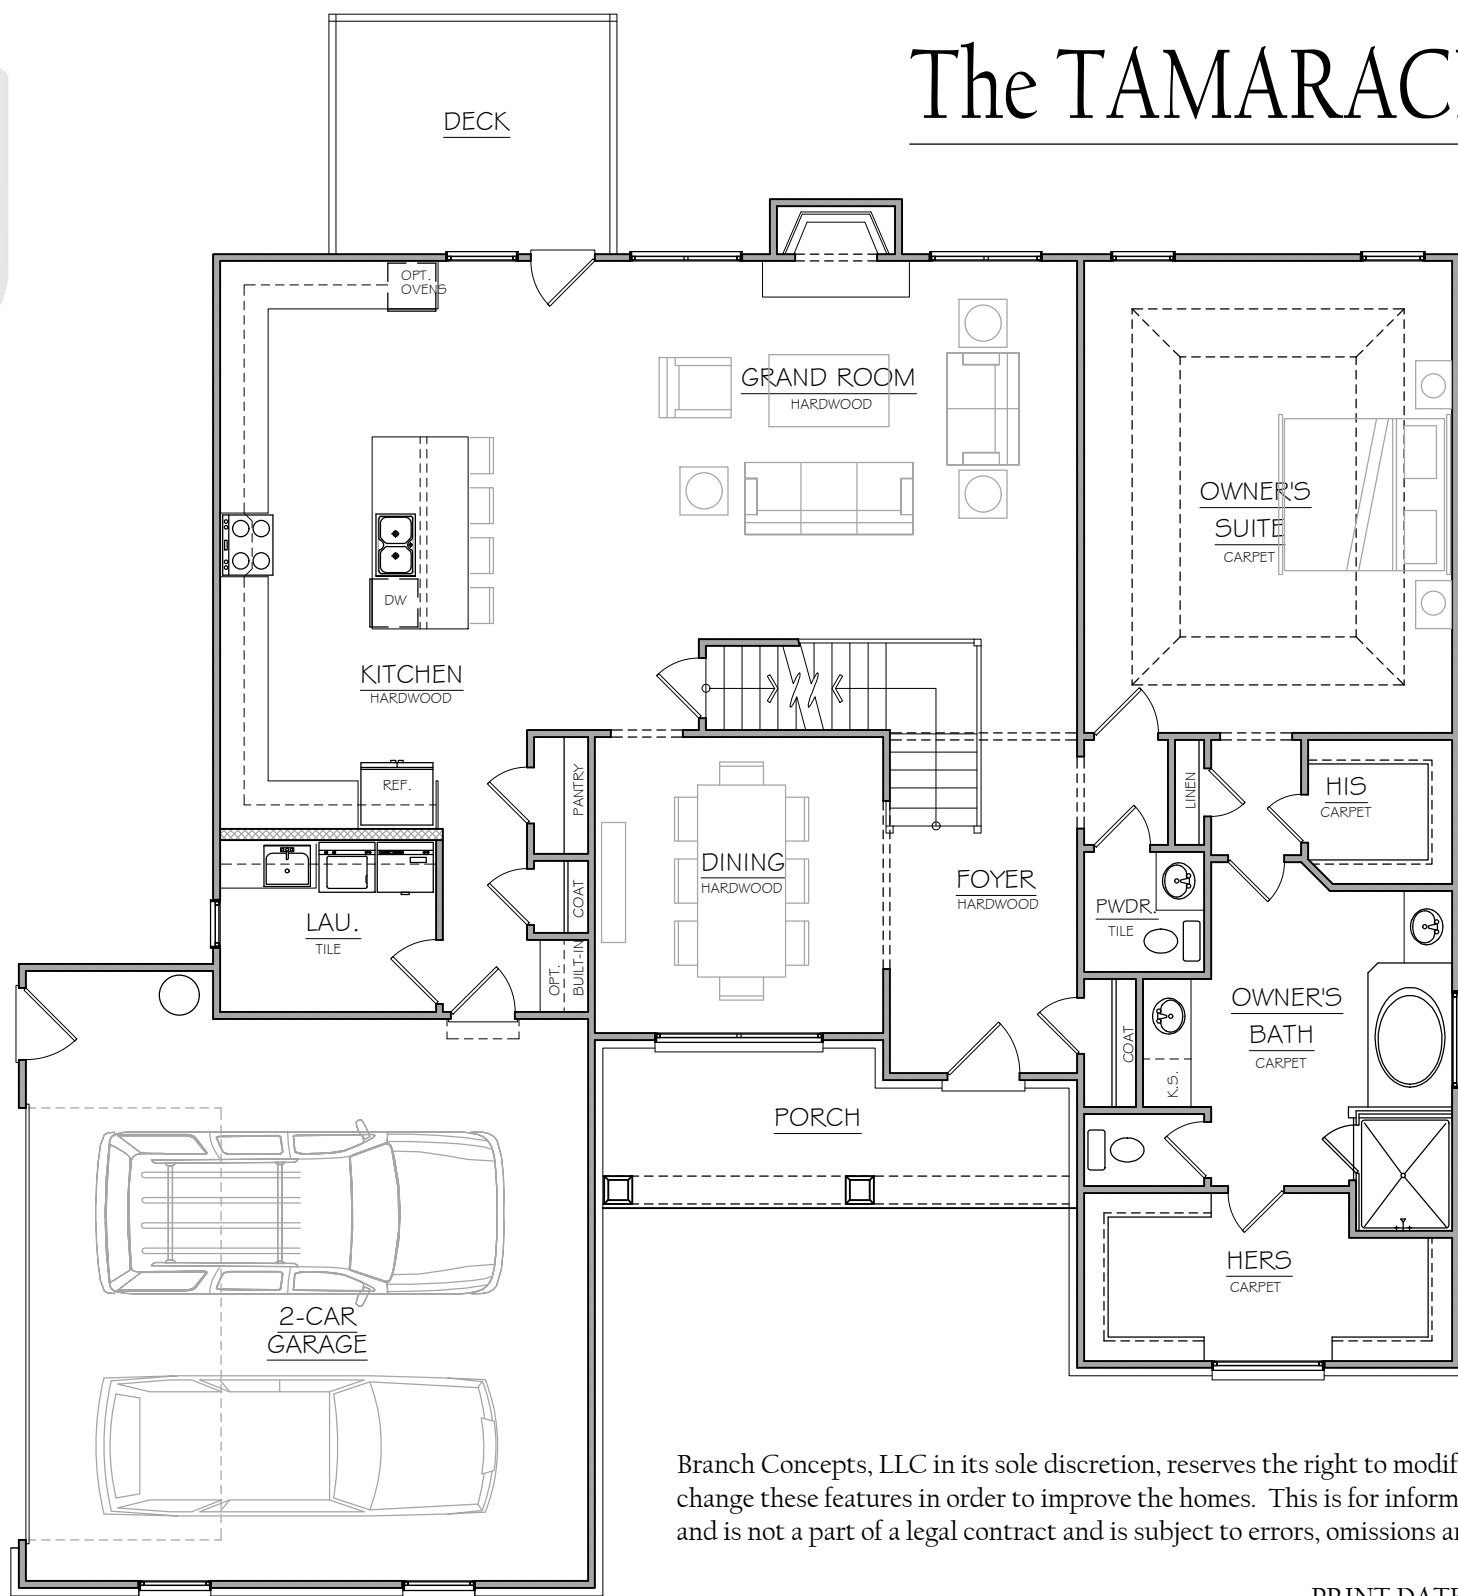 The TAMARAC
DECK
OPT.
OVENS
GRAND ROOM
HARDWOOD
OWNER'S
SUITE
CARPET
DW
KITCHEN
HARDWOOD
REF.
PANTRY
LINEN
HIS
CARPET
DINING
HARDWOOD
COAT
FOYER
HARDWOOD
PWDR.
TILE
LAU.
TILE
OPT.
BUILT-IN
OWNER'S
BATH
CARPET
COAT
K.S.
PORCH
HERS
CARPET
2-CAR
GARAGE
Branch Concepts, LLC in its sole discretion, reserves the right to modif
change these features in order to improve the homes. This is for inform
and is not a part of a legal contract and is subject to errors, omissions a
PRINT DATE